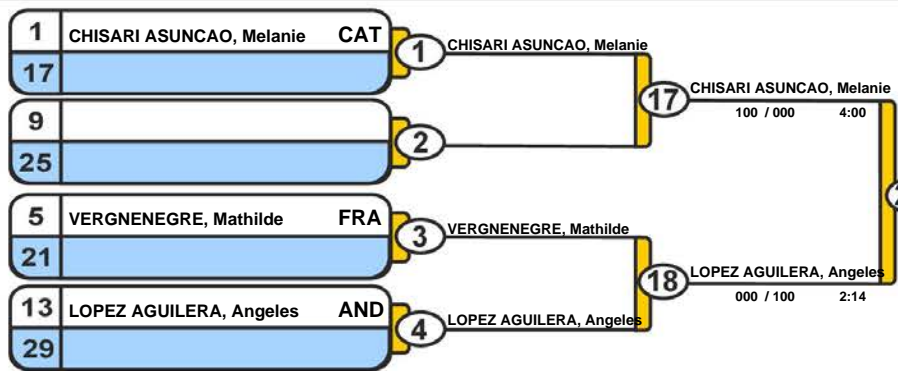 1 CHISARI ASUNCAO, Melanie CAT
17
1 CHISARI ASUNCAO, Melanie
9
25
2
17 CHISARI ASUNCAO, Melanie
100 / 000 4:00
5 VERGNENEGRE, Mathilde FRA
21
3 VERGNENEGRE, Mathilde
13 LOPEZ AGUILERA, Angeles AND
29
4 LOPEZ AGUILERA, Angeles
18 LOPEZ AGUILERA, Angeles
000 / 100 2:14